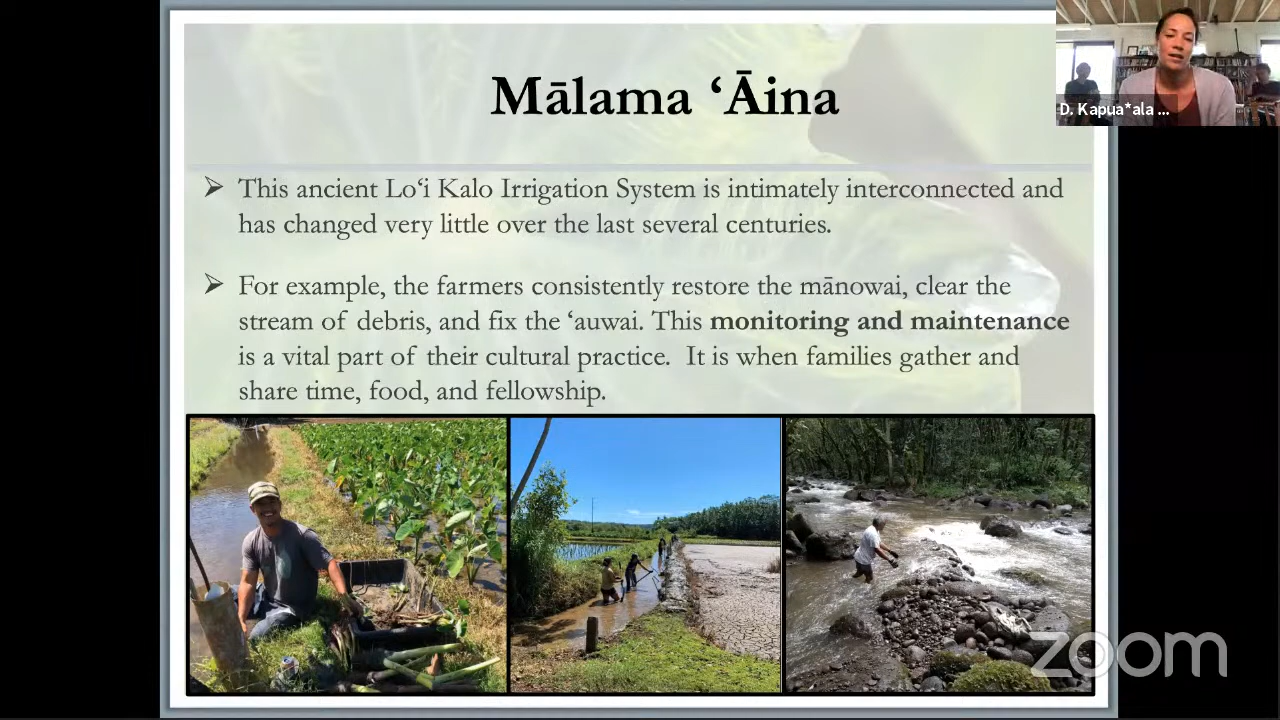 Mālama ʻĀina
D. Kapua*ala ...
➢ This ancient Loʻi Kalo Irrigation System is intimately interconnected and
has changed very little over the last several centuries.
➢ For example, the farmers consistently restore the mānowai, clear the
stream of debris, and fix the ʻauwai. This monitoring and maintenance
is a vital part of their cultural practice. It is when families gather and
share time, food, and fellowship.
zoom